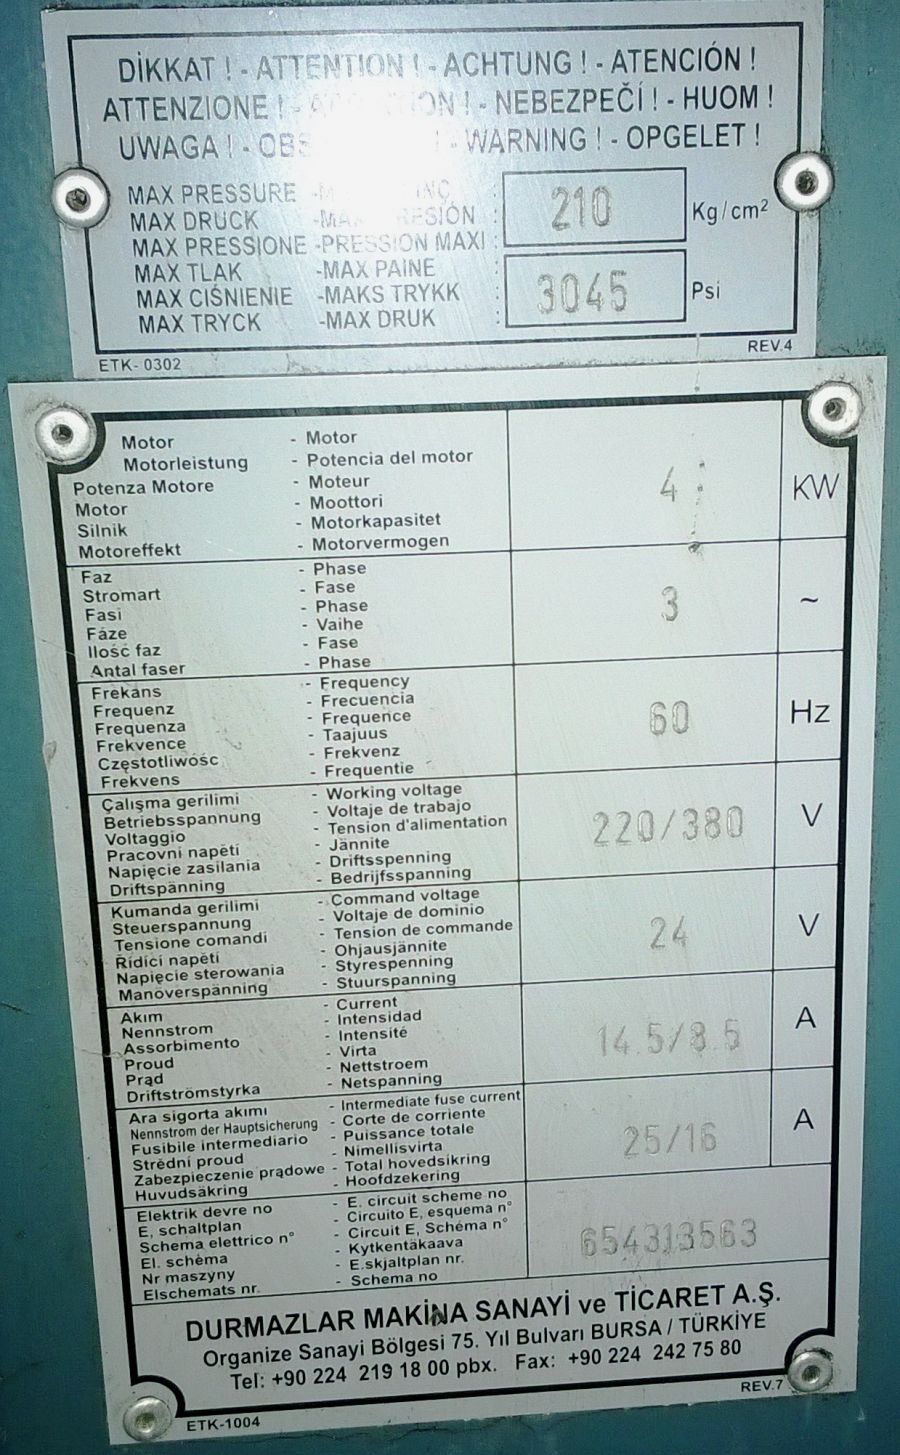 DİKKAT ! - ATTENTION ! - ACHTUNG ! - ATENCIÓN !
ATTENZIONE ! - ! - NEBEZPEČÍ ! - HUOM !
UWAGA ! - ! - WARNING ! - OPGELET !
MAX PRESSURE - :
MAX DRUCK -MAX PRESIÓN :
MAX PRESSIONE -PRESSION MAXI :
MAX TLAK -MAX PAINE :
MAX CIŚNIENIE -MAKS TRYKK :
MAX TRYCK -MAX DRUK :
210 Kg/cm²
3045 Psi
ETK- 0302 REV.4
Motor - Motor
Motorleistung - Potencia del motor
Potenza Motore - Moteur
Motor - Moottori
Silnik - Motorkapasitet
Motoreffekt - Motorvermogen
4 KW
Faz - Phase
Stromart - Fase
Fasi - Phase
Fáze - Vaihe
Ilość faz - Fase
Antal faser - Phase
3 ~
Frekans - Frequency
Frequenz - Frecuencia
Frequenza - Frequence
Frekvence - Taajuus
Częstotliwość - Frekvenz
Frekvens - Frequentie
60 Hz
Çalışma gerilimi - Working voltage
Betriebsspannung - Voltaje de trabajo
Voltaggio - Tension d'alimentation
Pracovni napěti - Jännite
Napięcie zasilania - Driftsspenning
Driftspänning - Bedrijfsspanning
220/380 V
Kumanda gerilimi - Command voltage
Steuerspannung - Voltaje de dominio
Tensione comandi - Tension de commande
Řídící napětí - Ohjausjännite
Napięcie sterowania - Styrespenning
Manöverspänning - Stuurspanning
24 V
Akım - Current
Nennstrom - Intensidad
Assorbimento - Intensité
Proud - Virta
Prąd - Nettstroem
Driftströmstyrka - Netspanning
14.5/8.5 A
Ara sigorta akımı - Intermediate fuse current
Nennstrom der Hauptsicherung - Corte de corriente
Fusibile intermediario - Puissance totale
Strědni proud - Nimellisvirta
Zabezpieczenie prądowe - Total hovedsikring
Huvudsäkring - Hoofdzekering
25/16 A
Elektrik devre no - E. circuit scheme no
E, schaltplan - Circuito E, esquema n°
Schema elettrico n° - Circuit E, Schéma n°
El. schèma - Kytkentäkaava
Nr maszyny - E.skjaltplan nr.
Elschemats nr. - Schema no
654313563
DURMAZLAR MAKİNA SANAYİ ve TİCARET A.Ş.
Organize Sanayi Bölgesi 75. Yıl Bulvarı BURSA / TÜRKİYE
Tel: +90 224 219 18 00 pbx. Fax: +90 224 242 75 80
ETK-1004 REV.7